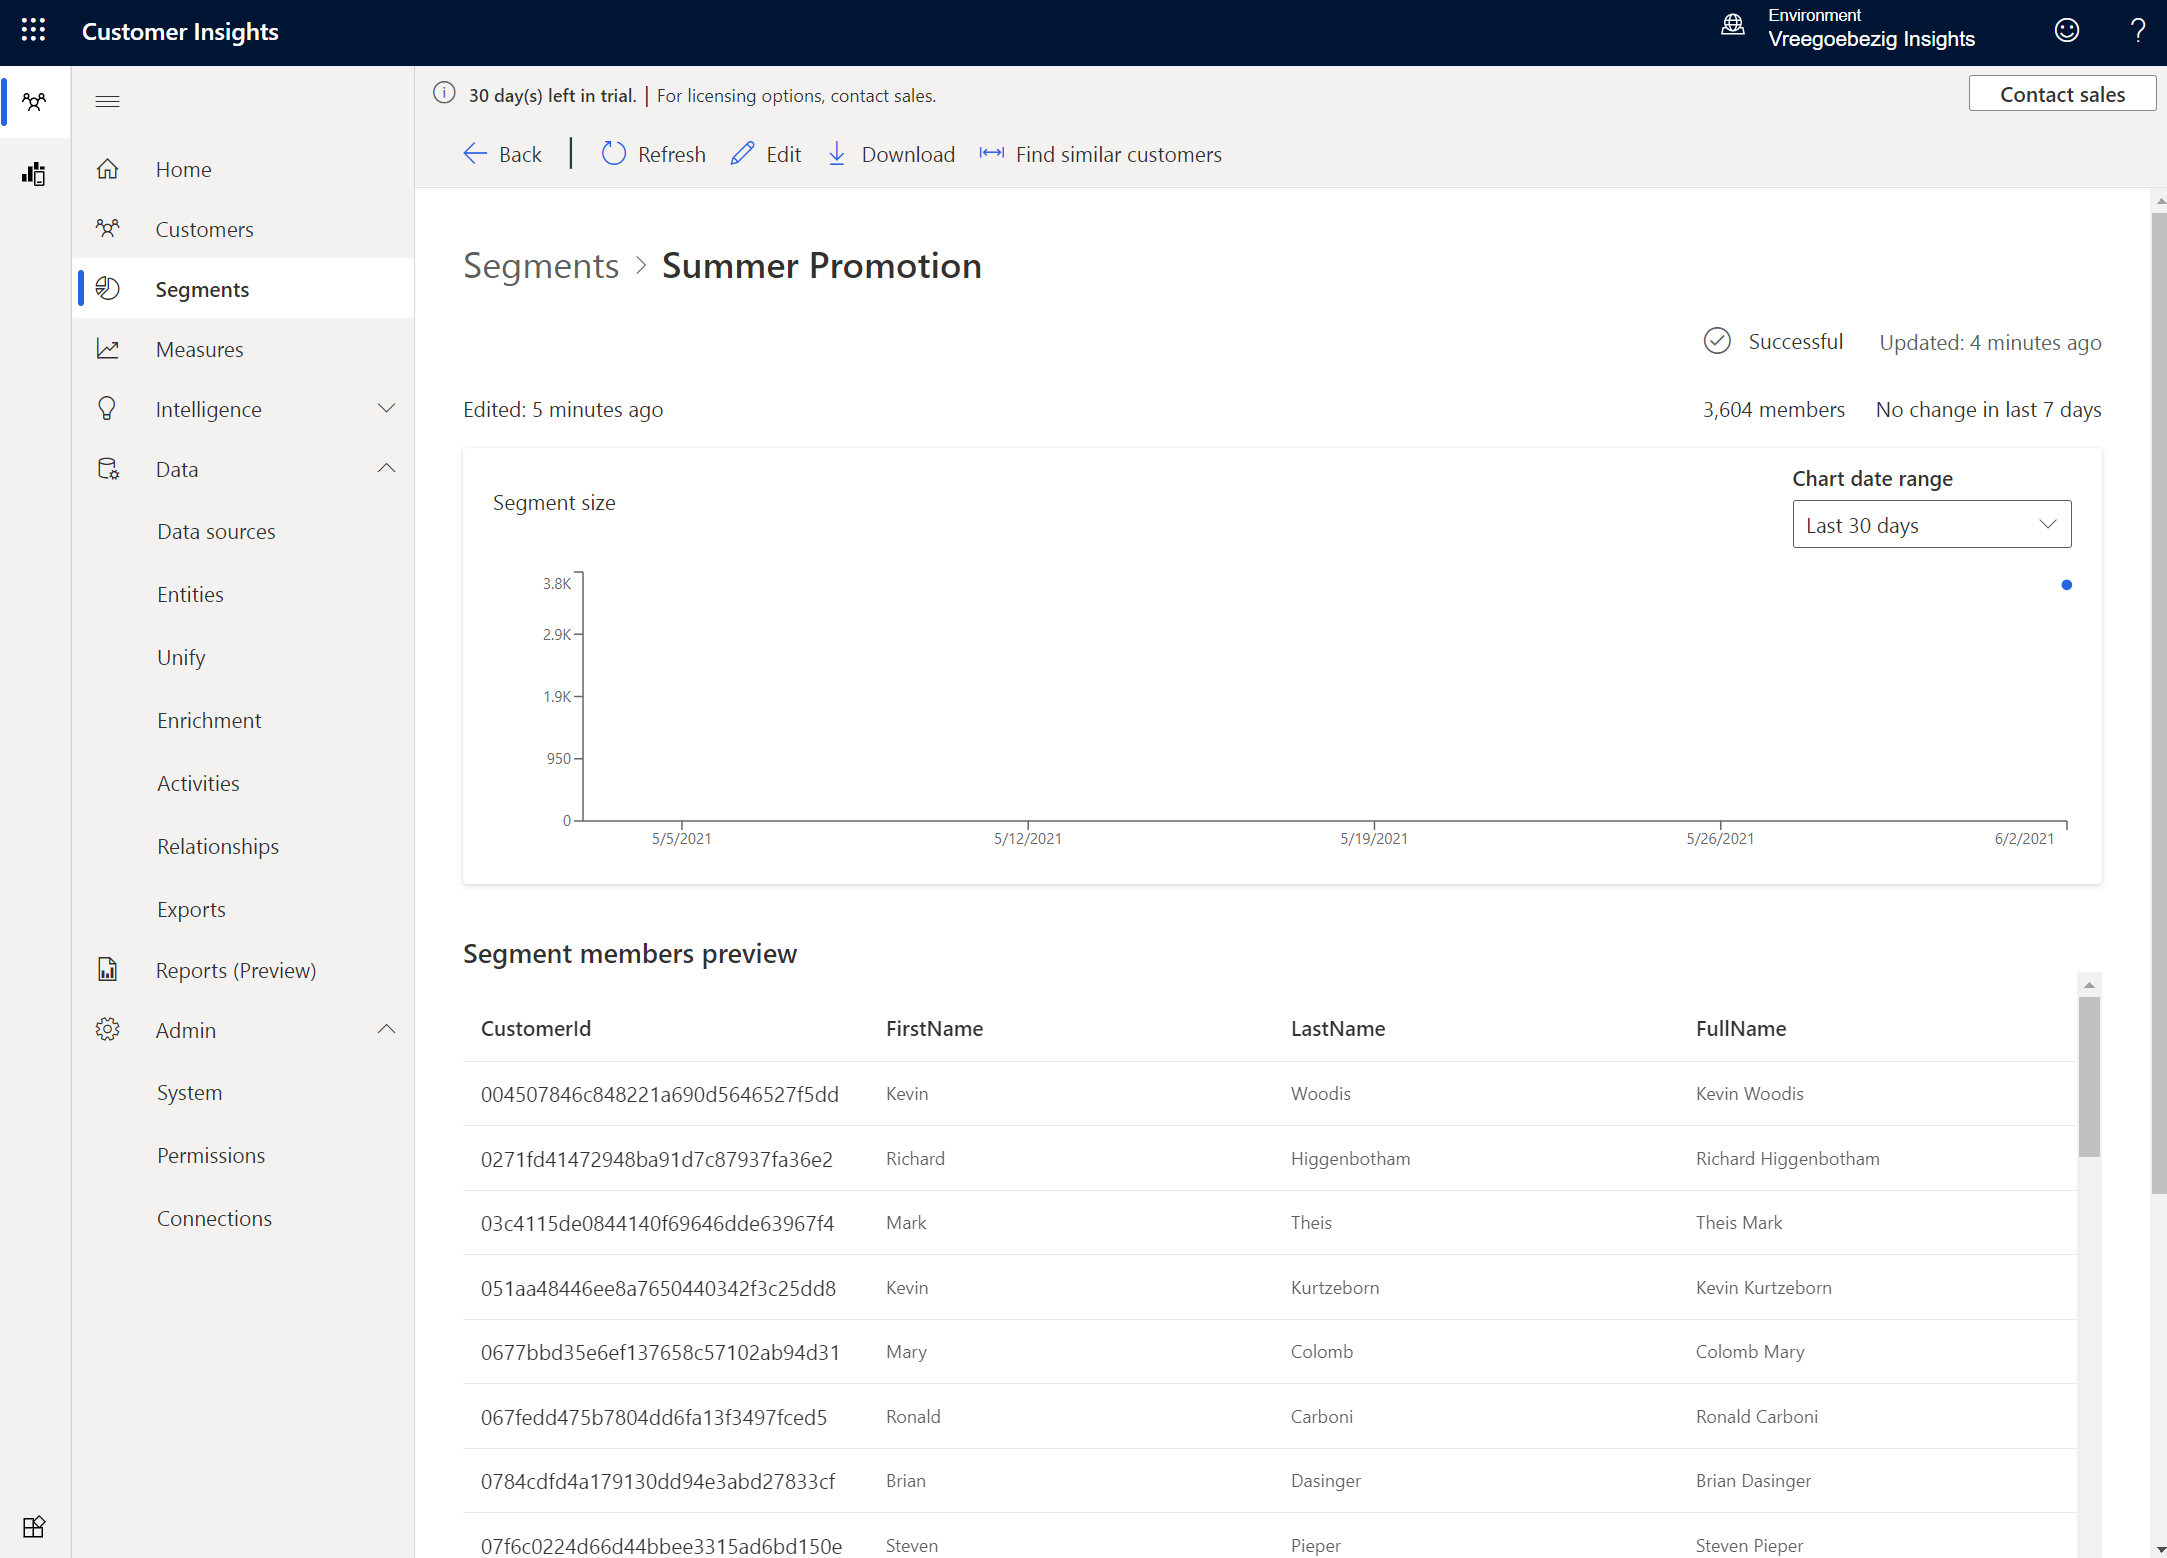 Customer Insights
Environment
Vreegoebezig Insights
?
30 day(s) left in trial. | For licensing options, contact sales.
Contact sales
Back | Refresh Edit Download Find similar customers
Home
Customers
Segments
Measures
Intelligence
Data
Data sources
Entities
Unify
Enrichment
Activities
Relationships
Exports
Reports (Preview)
Admin
System
Permissions
Connections
Segments > Summer Promotion
Successful Updated: 4 minutes ago
Edited: 5 minutes ago 3,604 members No change in last 7 days
Segment size
Chart date range
Last 30 days
3.8K
2.9K
1.9K
950
0
5/5/2021 5/12/2021 5/19/2021 5/26/2021 6/2/2021
Segment members preview
CustomerId FirstName LastName FullName
004507846c848221a690d5646527f5dd Kevin Woodis Kevin Woodis
0271fd41472948ba91d7c87937fa36e2 Richard Higgenbotham Richard Higgenbotham
03c4115de0844140f69646dde63967f4 Mark Theis Theis Mark
051aa48446ee8a7650440342f3c25dd8 Kevin Kurtzeborn Kevin Kurtzeborn
0677bbd35e6ef137658c57102ab94d31 Mary Colomb Colomb Mary
067fedd475b7804dd6fa13f3497fced5 Ronald Carboni Ronald Carboni
0784cdfd4a179130dd94e3abd27833cf Brian Dasinger Brian Dasinger
07f6c0224d66d44bbee3315ad6bd150e Steven Pieper Steven Pieper